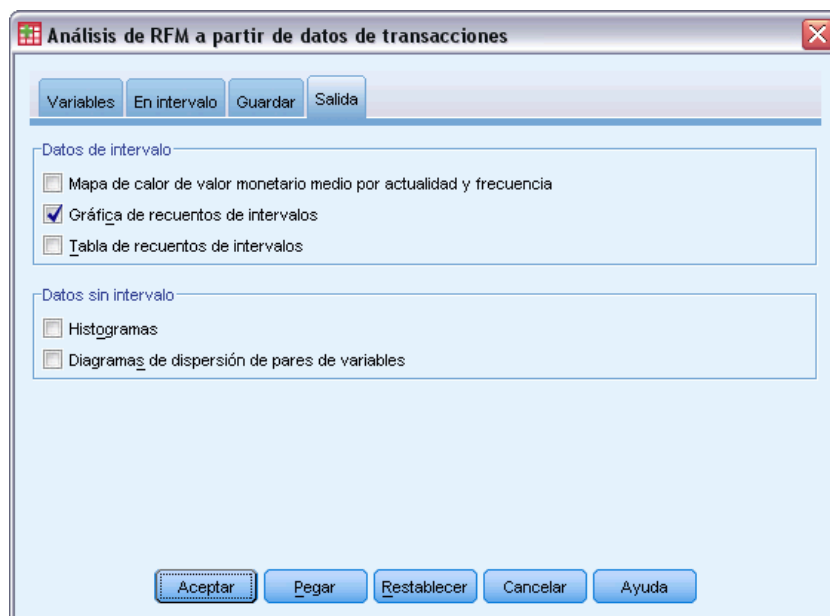 Análisis de RFM a partir de datos de transacciones
Variables En intervalo Guardar Salida
Datos de intervalo
Mapa de calor de valor monetario medio por actualidad y frecuencia
Gráfica de recuentos de intervalos
Tabla de recuentos de intervalos
Datos sin intervalo
Histogramas
Diagramas de dispersión de pares de variables
Aceptar Pegar Restablecer Cancelar Ayuda